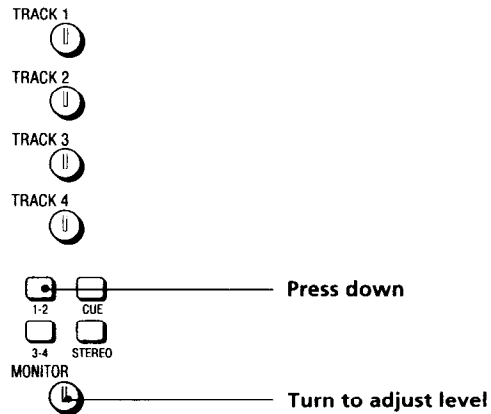 TRACK 1
TRACK 2
TRACK 3
TRACK 4
Press down
1-2 CUE
3-4 STEREO
MONITOR
Turn to adjust level